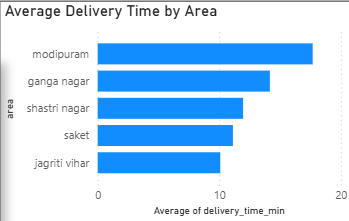 Average Delivery Time by Area
modipuram
ganga nagar
shastri nagar
saket
jagriti vihar
area
0 10 20
Average of delivery_time_min